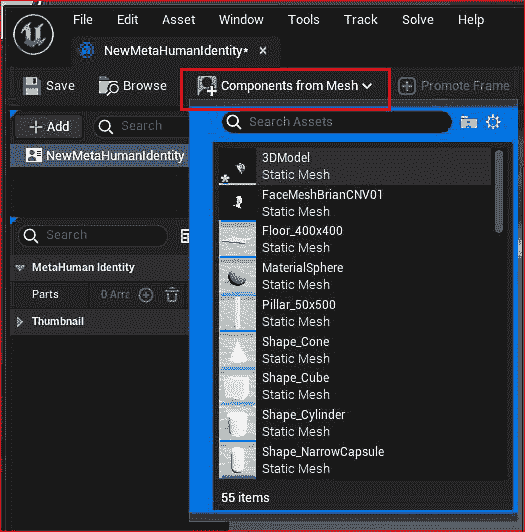 File Edit Asset Window Tools Track Solve Help
NewMetaHumanIdentity*
Save Browse Components from Mesh Promote Frame
Add Search
Search Assets
NewMetaHumanIdentity
3DModel
Static Mesh
FaceMeshBrianCNV01
Static Mesh
Floor_400x400
Static Mesh
MaterialSphere
Static Mesh
Pillar_50x500
Static Mesh
Shape_Cone
Static Mesh
Shape_Cube
Static Mesh
Shape_Cylinder
Static Mesh
Shape_NarrowCapsule
Static Mesh
55 items
Search
MetaHuman Identity
Parts 0 Arra
Thumbnail